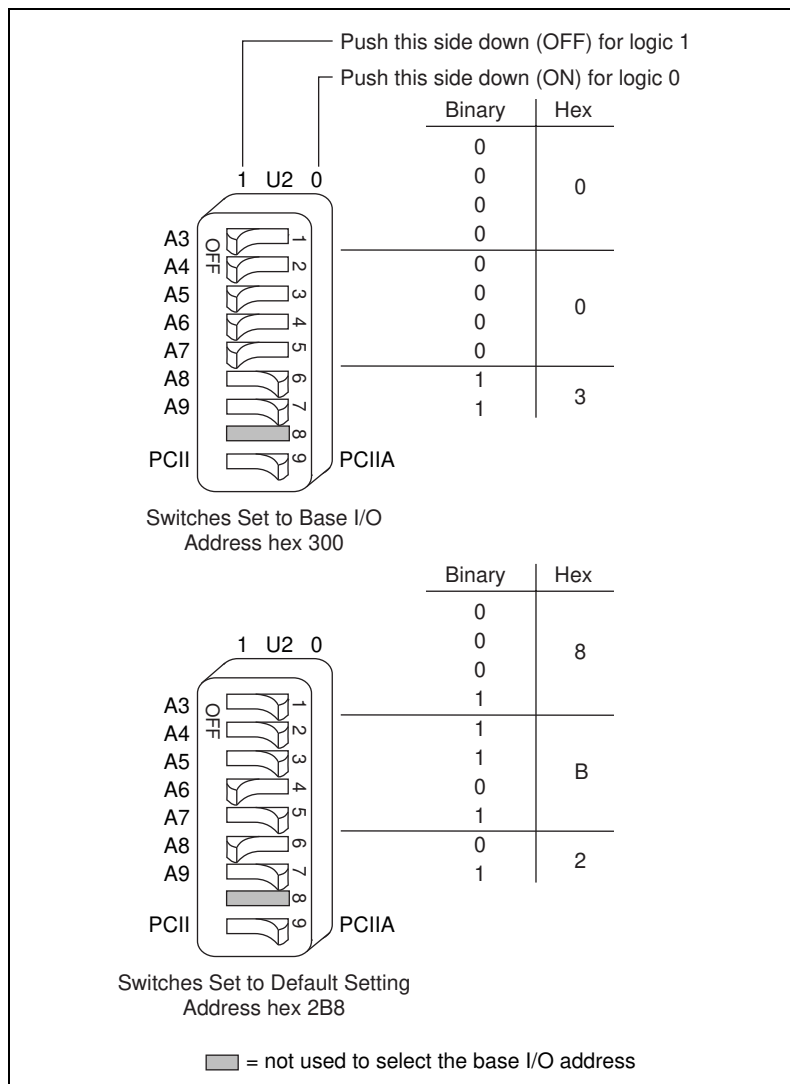 Push this side down (OFF) for logic 1
Push this side down (ON) for logic 0
Binary Hex
0
0
0
0
0
1 U2 0
A3 OFF 1
A4 2
A5 3
A6 4
A7 5
A8 6
A9 7
8
PCII 9 PCIIA
0
0
0
0
0
1
1
3
Switches Set to Base I/O
Address hex 300
Binary Hex
0
0
0
1
8
1 U2 0
A3 OFF 1
A4 2
A5 3
A6 4
A7 5
A8 6
A9 7
8
PCII 9 PCIIA
1
1
0
1
B
0
1
2
Switches Set to Default Setting
Address hex 2B8
= not used to select the base I/O address